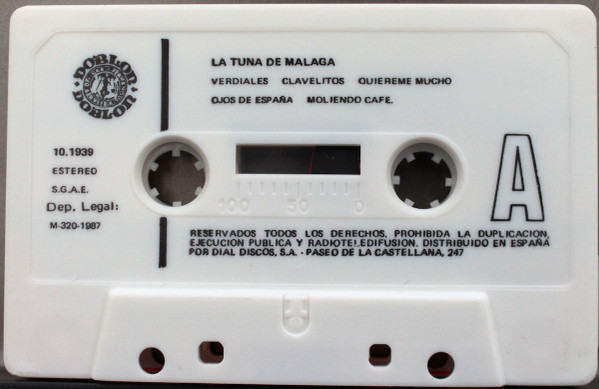 DOBLON
DOBLON
LA TUNA DE MALAGA
VERDIALES CLAVELITOS QUIEREME MUCHO
OJOS DE ESPAÑA MOLIENDO CAFE.
10.1939
ESTEREO
S.G.A.E.
Dep. Legal:
M-320-1987
A
100 50 0
RESERVADOS TODOS LOS DERECHOS, PROHIBIDA LA DUPLICACION,
EJECUCION PUBLICA Y RADIOTELEDIFUSION. DISTRIBUIDO EN ESPAÑA
POR DIAL DISCOS, S.A. - PASEO DE LA CASTELLANA, 247